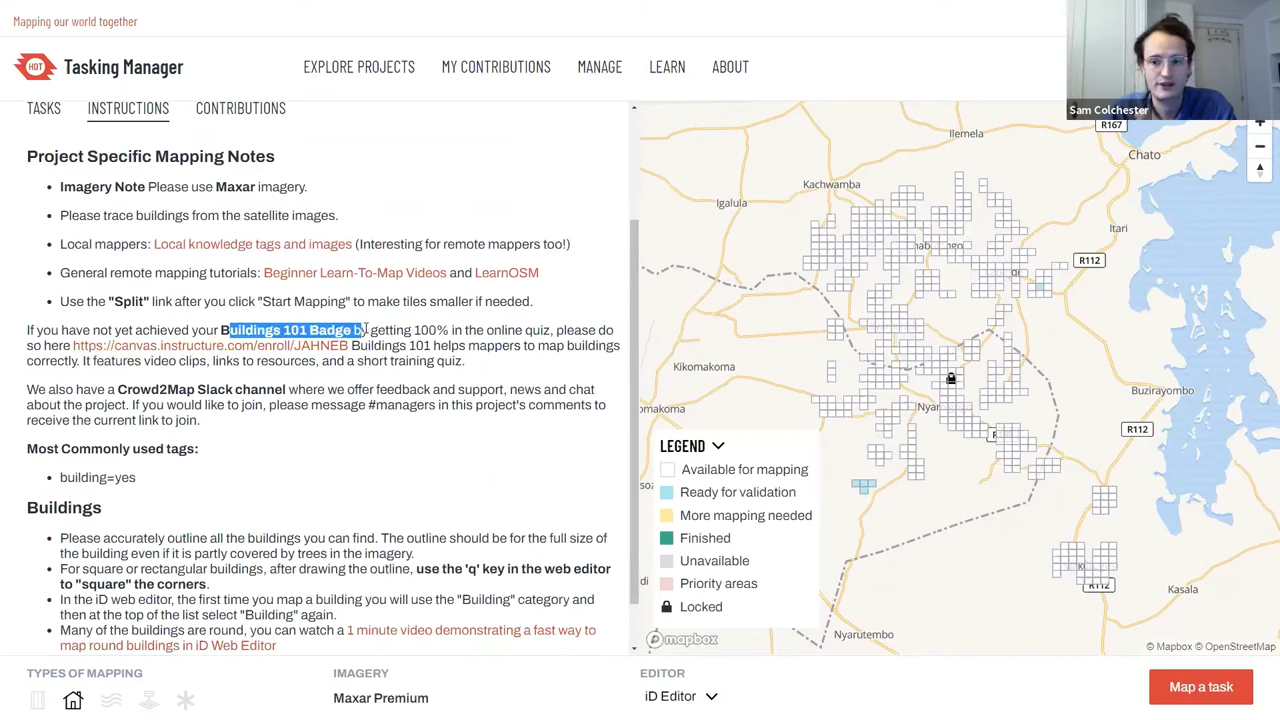 Mapping our world together
HOT Tasking Manager
EXPLORE PROJECTS MY CONTRIBUTIONS MANAGE LEARN ABOUT
Sam Colchester
TASKS INSTRUCTIONS CONTRIBUTIONS
Project Specific Mapping Notes
• Imagery Note Please use Maxar imagery.
• Please trace buildings from the satellite images.
• Local mappers: Local knowledge tags and images (Interesting for remote mappers too!)
• General remote mapping tutorials: Beginner Learn-To-Map Videos and LearnOSM
• Use the "Split" link after you click "Start Mapping" to make tiles smaller if needed.
If you have not yet achieved your Buildings 101 Badge by getting 100% in the online quiz, please do
so here https://canvas.instructure.com/enroll/JAHNEB Buildings 101 helps mappers to map buildings
correctly. It features video clips, links to resources, and a short training quiz.
We also have a Crowd2Map Slack channel where we offer feedback and support, news and chat
about the project. If you would like to join, please message #managers in this project's comments to
receive the current link to join.
Most Commonly used tags:
• building=yes
Buildings
• Please accurately outline all the buildings you can find. The outline should be for the full size of
the building even if it is partly covered by trees in the imagery.
• For square or rectangular buildings, after drawing the outline, use the 'q' key in the web editor
to "square" the corners.
• In the iD web editor, the first time you map a building you will use the "Building" category and
then at the top of the list select "Building" again.
• Many of the buildings are round, you can watch a 1 minute video demonstrating a fast way to
map round buildings in iD Web Editor
R167
Ilemela
Chato
Kachwamba
Igalula
Itari
R112
Kikomakoma
Buzirombo
R112
R112
Kasala
Nyarutembo
LEGEND
Available for mapping
Ready for validation
More mapping needed
Finished
Unavailable
Priority areas
Locked
mapbox
© Mapbox © OpenStreetMap
TYPES OF MAPPING
IMAGERY
Maxar Premium
EDITOR
iD Editor
Map a task